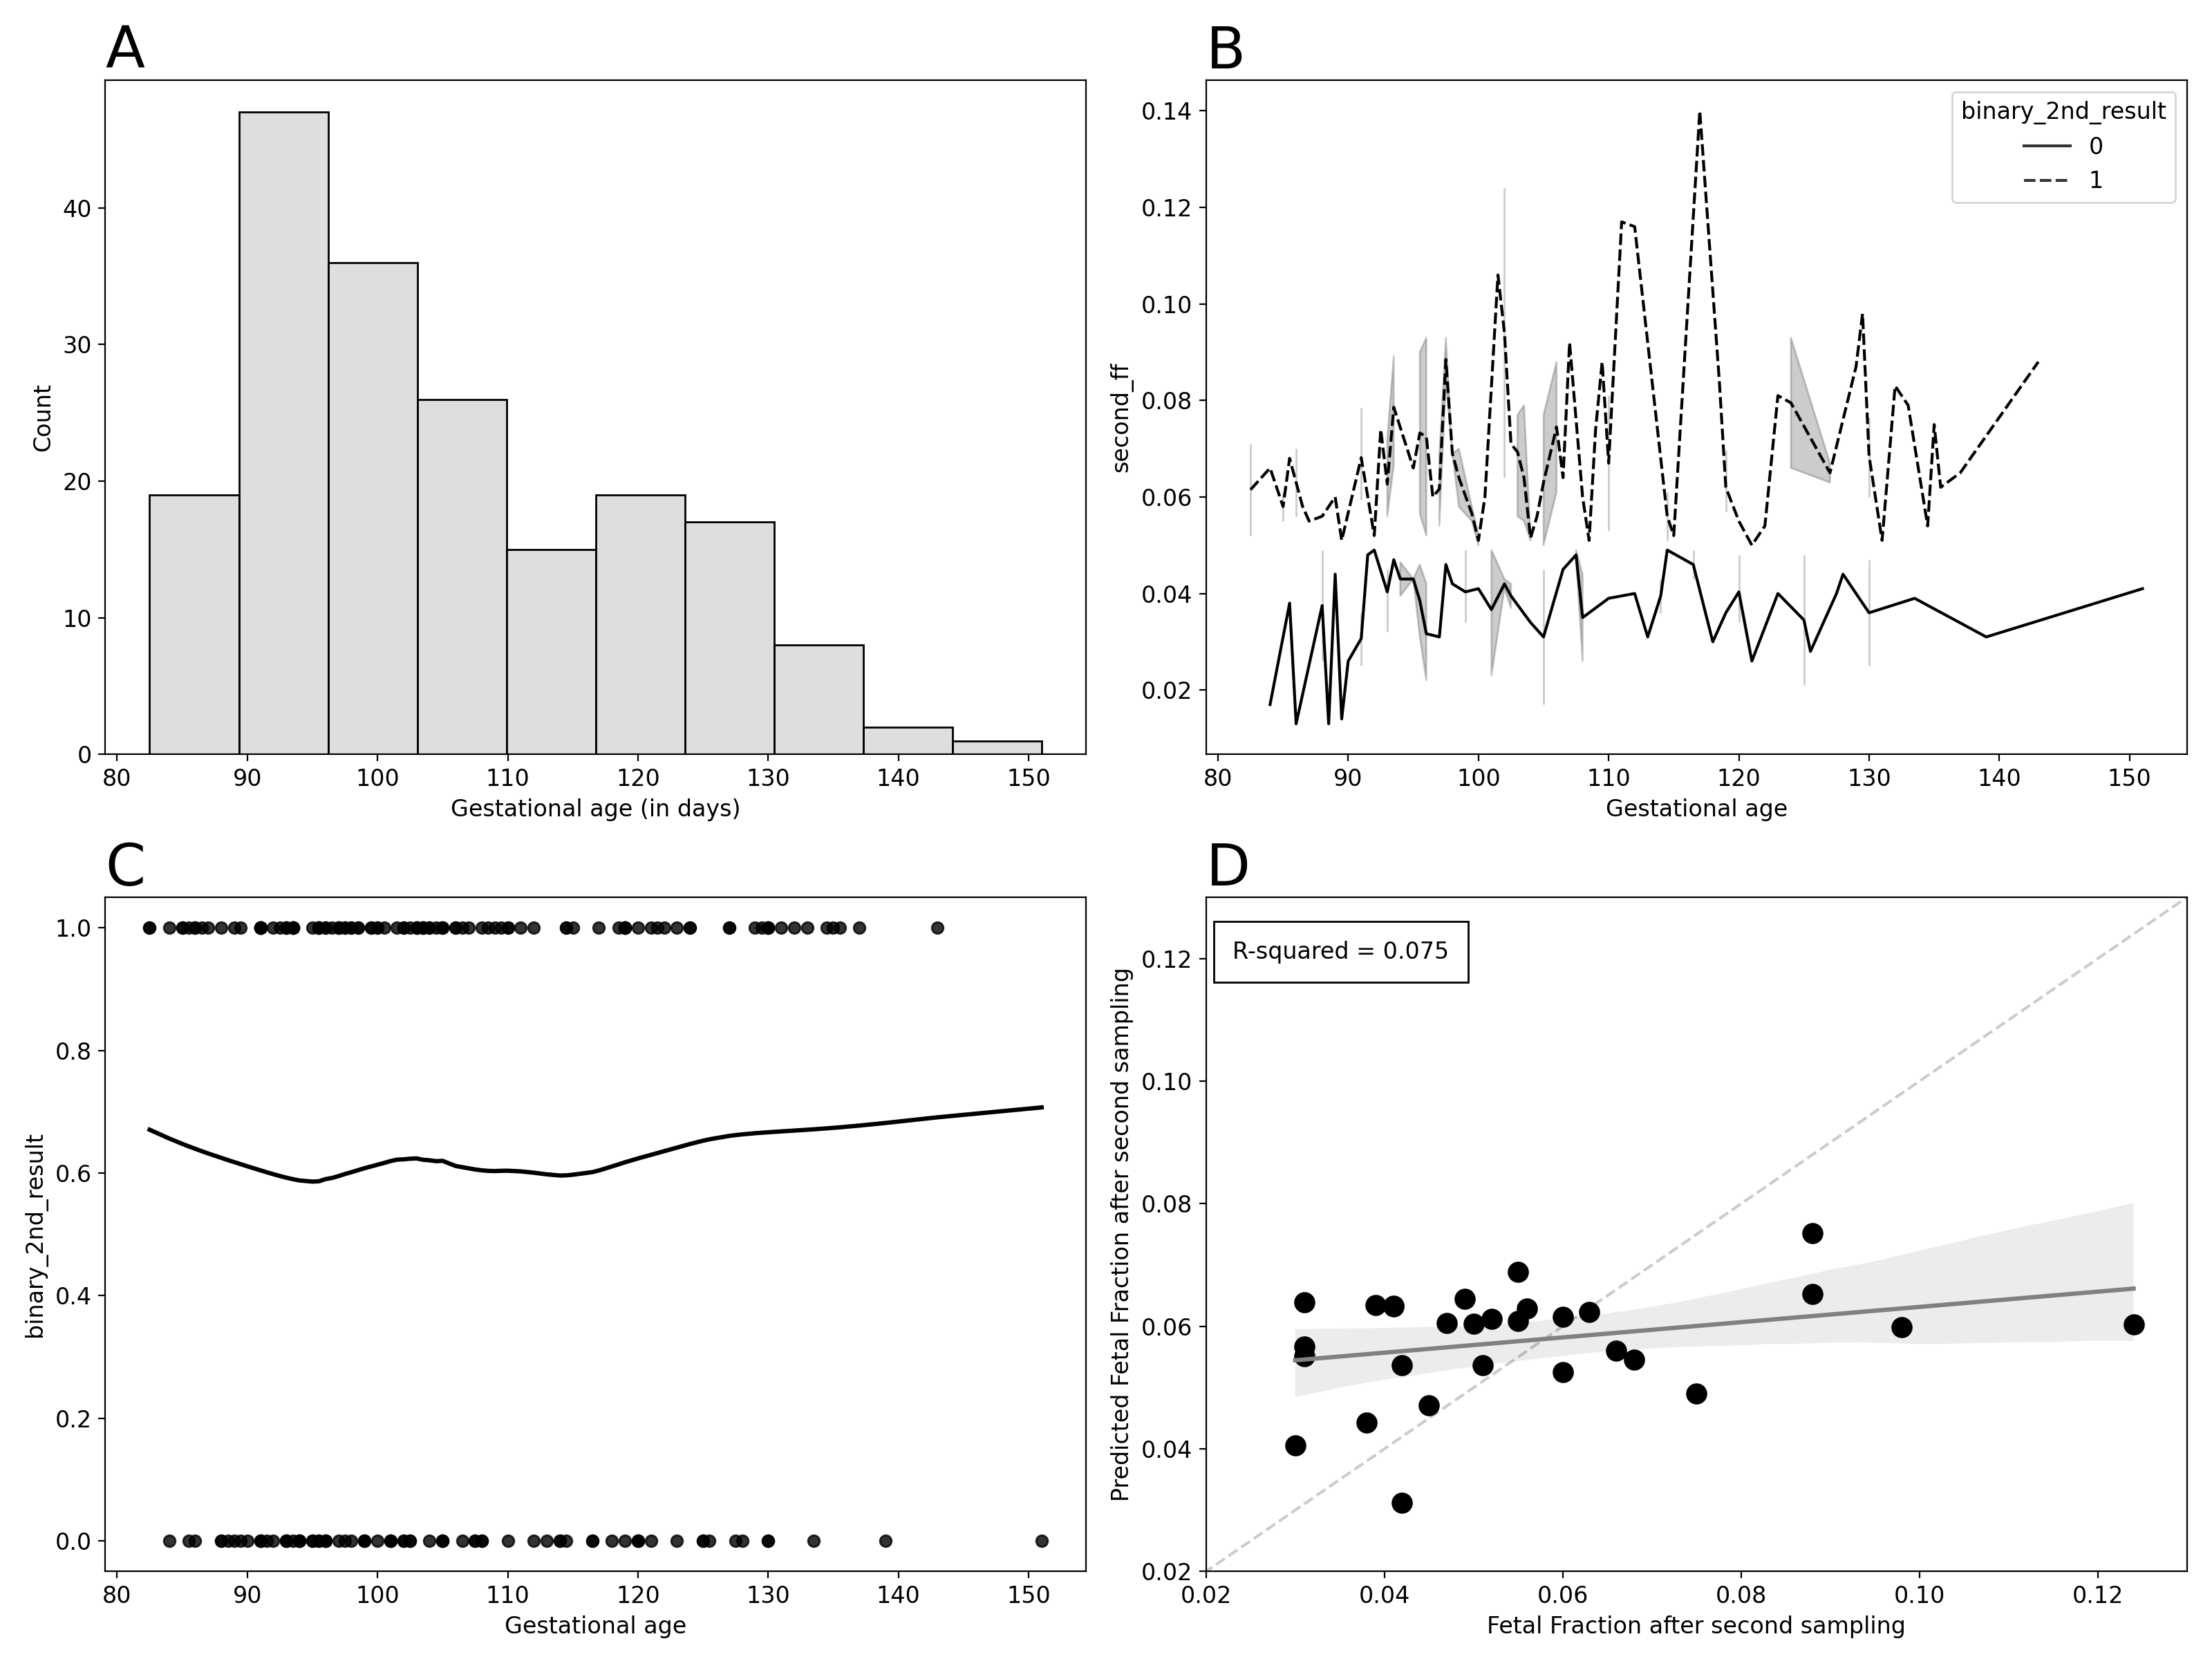 A
40
30
20
10
0
Count
80 90 100 110 120 130 140 150
Gestational age (in days)
B
0.14
0.12
0.10
0.08
0.06
0.04
0.02
second_ff
binary_2nd_result
0
1
80 90 100 110 120 130 140 150
Gestational age
C
1.0
0.8
0.6
0.4
0.2
0.0
binary_2nd_result
80 90 100 110 120 130 140 150
Gestational age
D
R-squared = 0.075
0.12
0.10
0.08
0.06
0.04
0.02
Predicted Fetal Fraction after second sampling
0.02 0.04 0.06 0.08 0.10 0.12
Fetal Fraction after second sampling